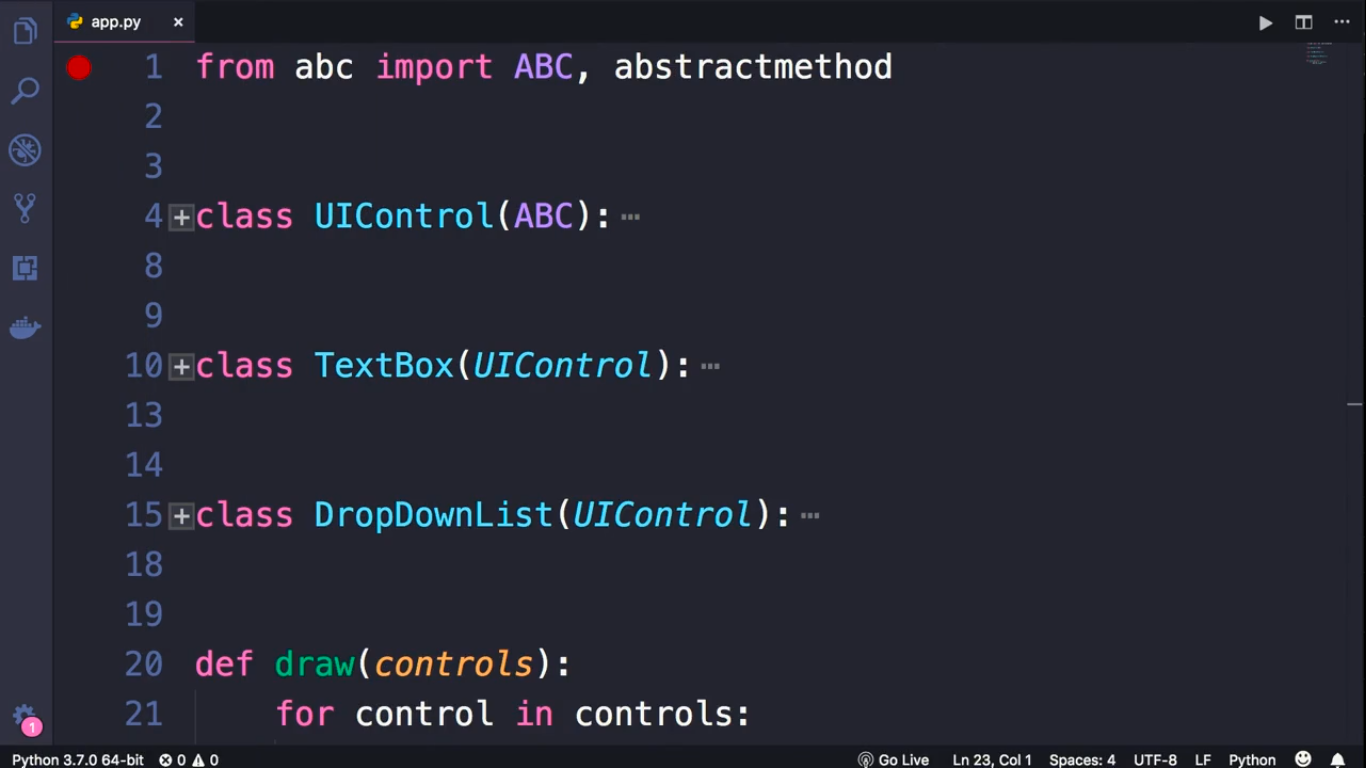 app.py ×
1 from abc import ABC, abstractmethod
2
3
4 class UIControl(ABC): ⋯
8
9
10 class TextBox(UIControl): ⋯
13
14
15 class DropDownList(UIControl): ⋯
18
19
20 def draw(controls):
21 for control in controls:
1
Python 3.7.0 64-bit 0 0 Go Live Ln 23, Col 1 Spaces: 4 UTF-8 LF Python